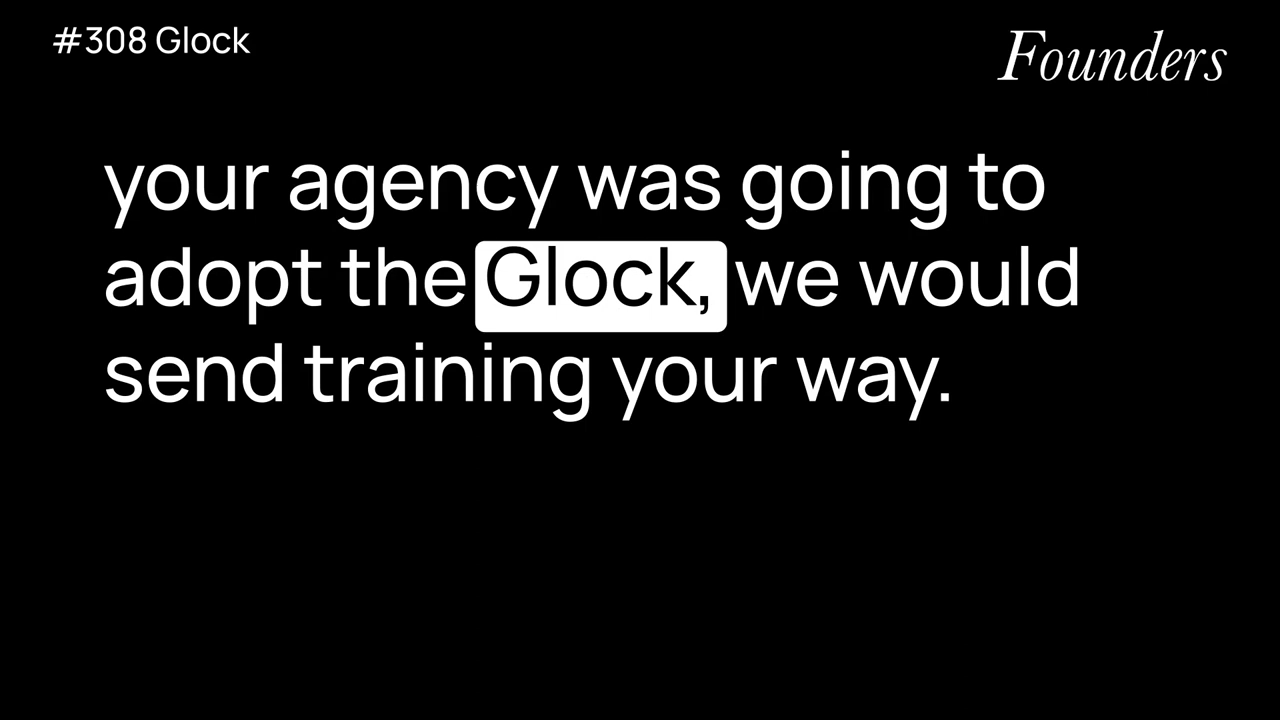 #308 Glock
Founders
your agency was going to
adopt the Glock, we would
send training your way.